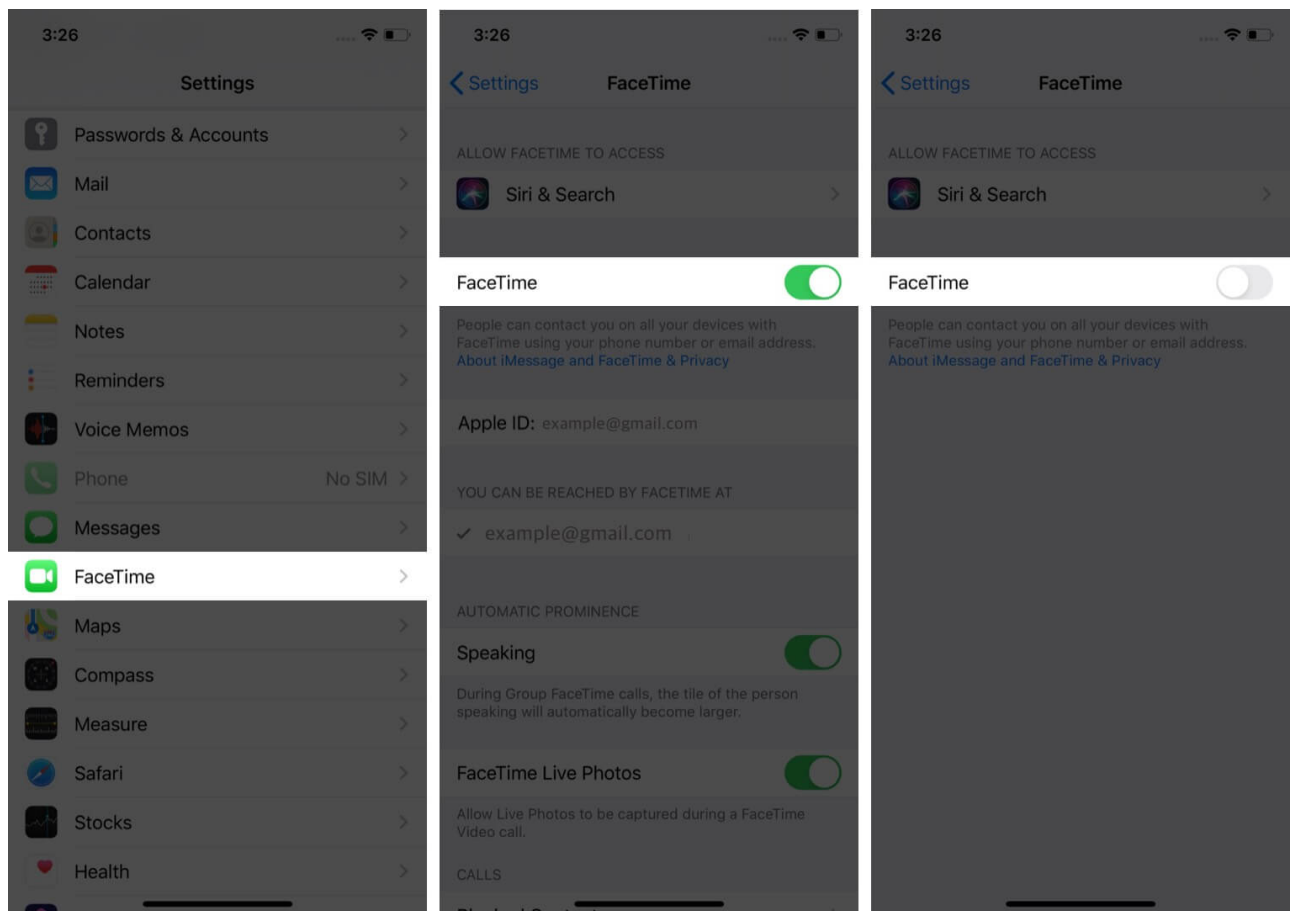 3:26
Settings
Passwords & Accounts
Mail
Contacts
Calendar
Notes
Reminders
Voice Memos
Phone No SIM
Messages
FaceTime
Maps
Compass
Measure
Safari
Stocks
Health
3:26
Settings FaceTime
ALLOW FACETIME TO ACCESS
Siri & Search
FaceTime
People can contact you on all your devices with
FaceTime using your phone number or email address.
About iMessage and FaceTime & Privacy
Apple ID: example@gmail.com
YOU CAN BE REACHED BY FACETIME AT
example@gmail.com
AUTOMATIC PROMINENCE
Speaking
During Group FaceTime calls, the tile of the person
speaking will automatically become larger.
FaceTime Live Photos
Allow Live Photos to be captured during a FaceTime
Video call.
CALLS
3:26
Settings FaceTime
ALLOW FACETIME TO ACCESS
Siri & Search
FaceTime
People can contact you on all your devices with
FaceTime using your phone number or email address.
About iMessage and FaceTime & Privacy